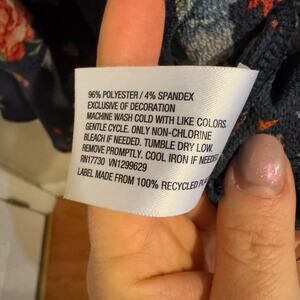 96% POLYESTER / 4% SPANDEX
EXCLUSIVE OF DECORATION
MACHINE WASH COLD WITH LIKE COLORS.
GENTLE CYCLE. ONLY NON-CHLORINE
BLEACH IF NEEDED. TUMBLE DRY LOW.
REMOVE PROMPTLY. COOL IRON IF NEEDED
RN17730 VN1299629
LABEL MADE FROM 100% RECYCLED